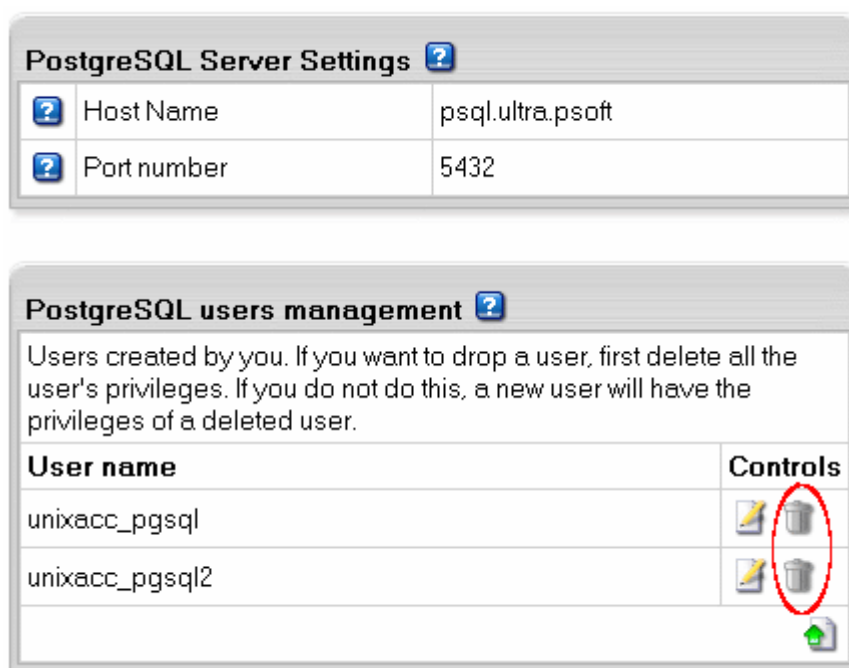 PostgreSQL Server Settings ?
? Host Name psql.ultra.psoft
? Port number 5432
PostgreSQL users management ?
Users created by you. If you want to drop a user, first delete all the
user's privileges. If you do not do this, a new user will have the
privileges of a deleted user.
User name Controls
unixacc_pgsql
unixacc_pgsql2